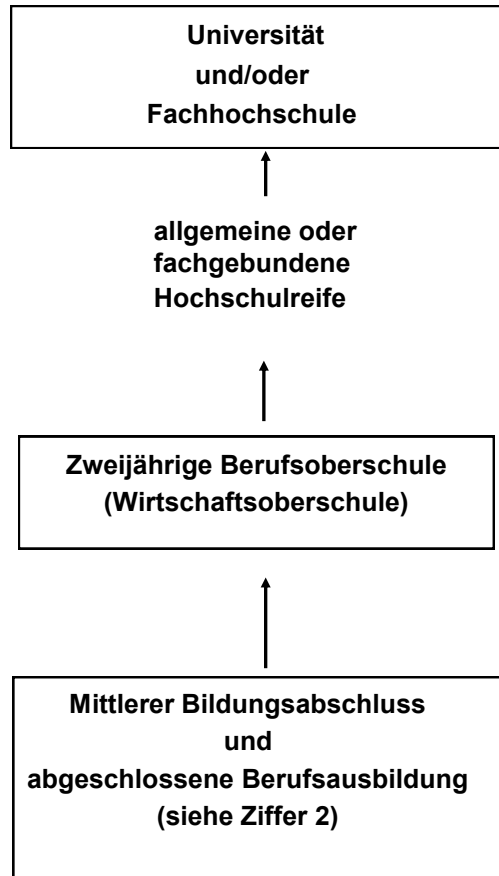 Universität
und/oder
Fachhochschule
allgemeine oder
fachgebundene
Hochschulreife
Zweijährige Berufsoberschule
(Wirtschaftsoberschule)
Mittlerer Bildungsabschluss
und
abgeschlossene Berufsausbildung
(siehe Ziffer 2)